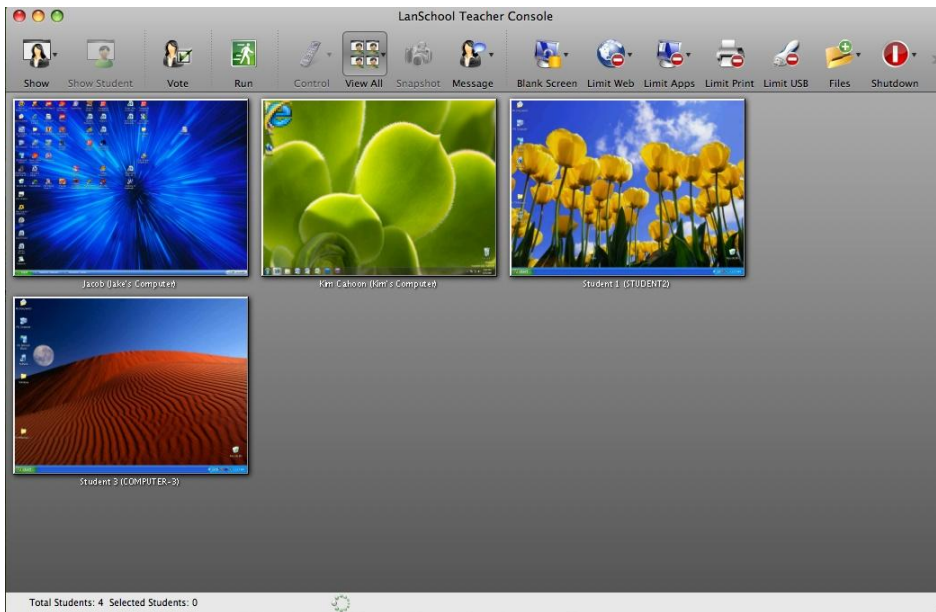 LanSchool Teacher Console
Show Show Student Vote Run Control View All Snapshot Message Blank Screen Limit Web Limit Apps Limit Print Limit USB Files Shutdown
Jacob (Jake's Computer) Kim Cahoon (Kim's Computer) Student 1 (STUDENT2)
Student 3 (COMPUTER-3)
Total Students: 4 Selected Students: 0